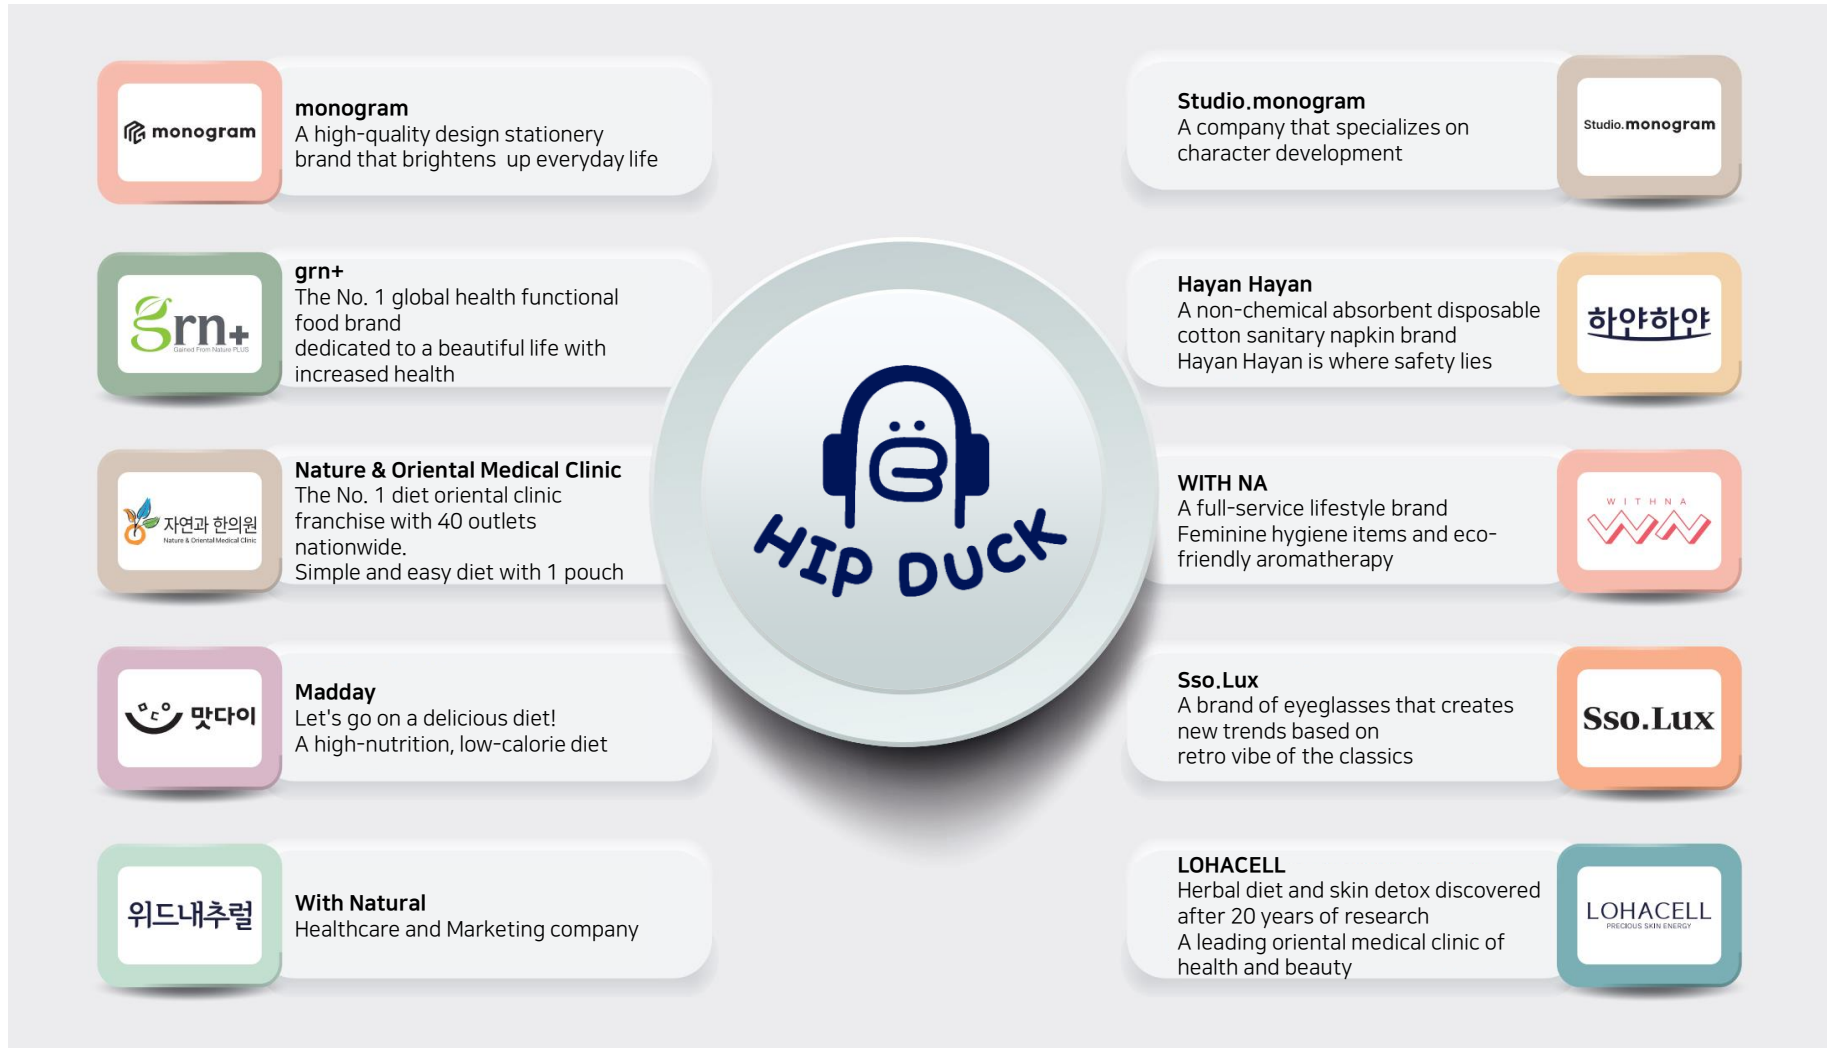 monogram
monogram
A high-quality design stationery
brand that brightens up everyday life
grn+
Gained From Nature PLUS
grn+
The No. 1 global health functional
food brand
dedicated to a beautiful life with
increased health
자연과 한의원
Nature & Oriental Medical Clinic
Nature & Oriental Medical Clinic
The No. 1 diet oriental clinic
franchise with 40 outlets
nationwide.
Simple and easy diet with 1 pouch
맛다이
Madday
Let's go on a delicious diet!
A high-nutrition, low-calorie diet
위드내추럴
With Natural
Healthcare and Marketing company
HIP DUCK
Studio.monogram
A company that specializes on
character development
Studio.monogram
Hayan Hayan
A non-chemical absorbent disposable
cotton sanitary napkin brand
Hayan Hayan is where safety lies
하얀하얀
WITH NA
A full-service lifestyle brand
Feminine hygiene items and eco-
friendly aromatherapy
WITHNA
Sso.Lux
A brand of eyeglasses that creates
new trends based on
retro vibe of the classics
Sso.Lux
LOHACELL
Herbal diet and skin detox discovered
after 20 years of research
A leading oriental medical clinic of
health and beauty
LOHACELL
PRECIOUS SKIN ENERGY